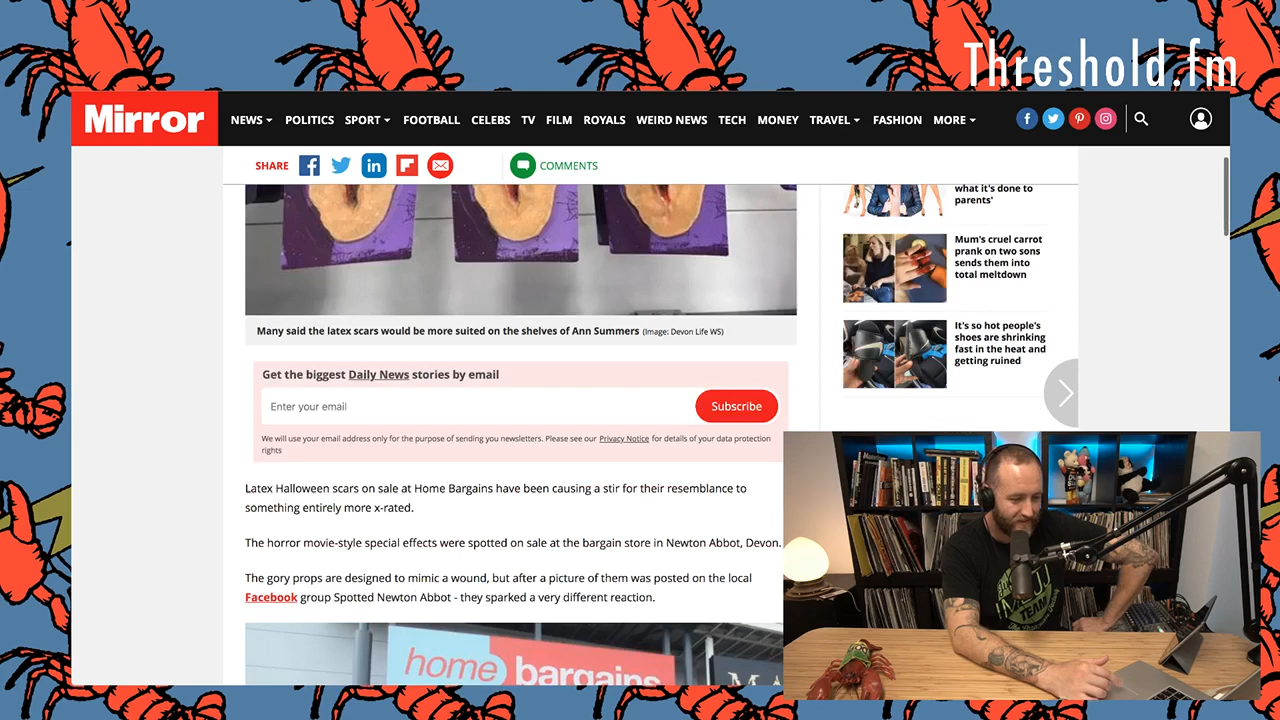 Threshold.fm
Mirror
NEWS POLITICS SPORT FOOTBALL CELEBS TV FILM ROYALS WEIRD NEWS TECH MONEY TRAVEL FASHION MORE
SHARE
COMMENTS
what it's done to
parents'
Mum's cruel carrot
prank on two sons
sends them into
total meltdown
It's so hot people's
shoes are shrinking
fast in the heat and
getting ruined
Many said the latex scars would be more suited on the shelves of Ann Summers (Image: Devon Life WS)
Get the biggest Daily News stories by email
Enter your email
Subscribe
We will use your email address only for the purpose of sending you newsletters. Please see our Privacy Notice for details of your data protection
rights
Latex Halloween scars on sale at Home Bargains have been causing a stir for their resemblance to
something entirely more x-rated.
The horror movie-style special effects were spotted on sale at the bargain store in Newton Abbot, Devon.
The gory props are designed to mimic a wound, but after a picture of them was posted on the local
Facebook group Spotted Newton Abbot - they sparked a very different reaction.
home bargains
TEAM